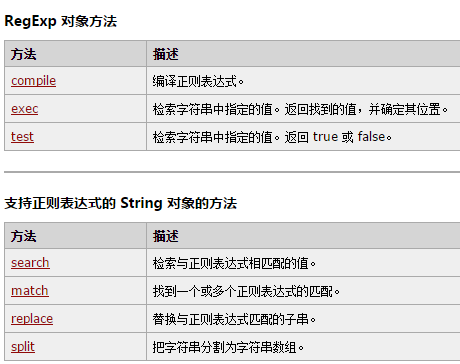 RegExp 对象方法
方法 描述
compile 编译正则表达式。
exec 检索字符串中指定的值。返回找到的值，并确定其位置。
test 检索字符串中指定的值。返回 true 或 false。
支持正则表达式的 String 对象的方法
方法 描述
search 检索与正则表达式相匹配的值。
match 找到一个或多个正则表达式的匹配。
replace 替换与正则表达式匹配的子串。
split 把字符串分割为字符串数组。